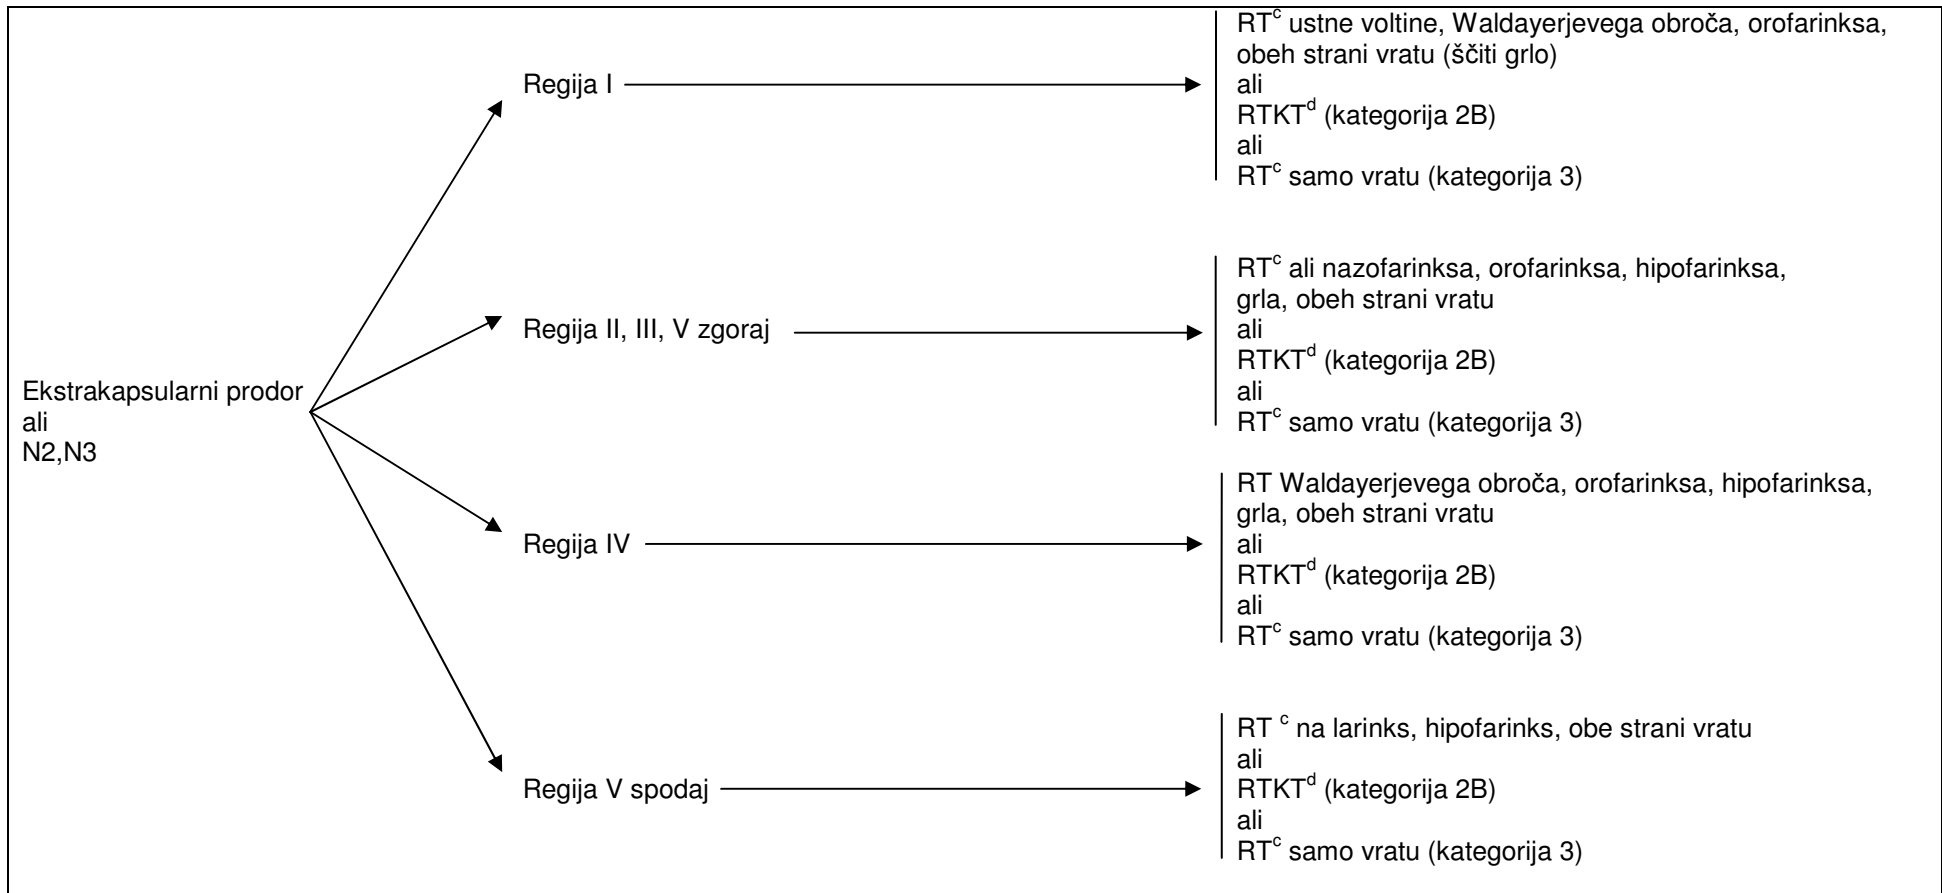 Ekstrakapsularni prodor
ali
N2,N3
Regija I
RTᶜ ustne voltine, Waldayerjevega obroča, orofarinksa,
obeh strani vratu (ščiti grlo)
ali
RTKTᵈ (kategorija 2B)
ali
RTᶜ samo vratu (kategorija 3)
Regija II, III, V zgoraj
RTᶜ ali nazofarinksa, orofarinksa, hipofarinksa,
grla, obeh strani vratu
ali
RTKTᵈ (kategorija 2B)
ali
RTᶜ samo vratu (kategorija 3)
Regija IV
RT Waldayerjevega obroča, orofarinksa, hipofarinksa,
grla, obeh strani vratu
ali
RTKTᵈ (kategorija 2B)
ali
RTᶜ samo vratu (kategorija 3)
Regija V spodaj
RT ᶜ na larinks, hipofarinks, obe strani vratu
ali
RTKTᵈ (kategorija 2B)
ali
RTᶜ samo vratu (kategorija 3)